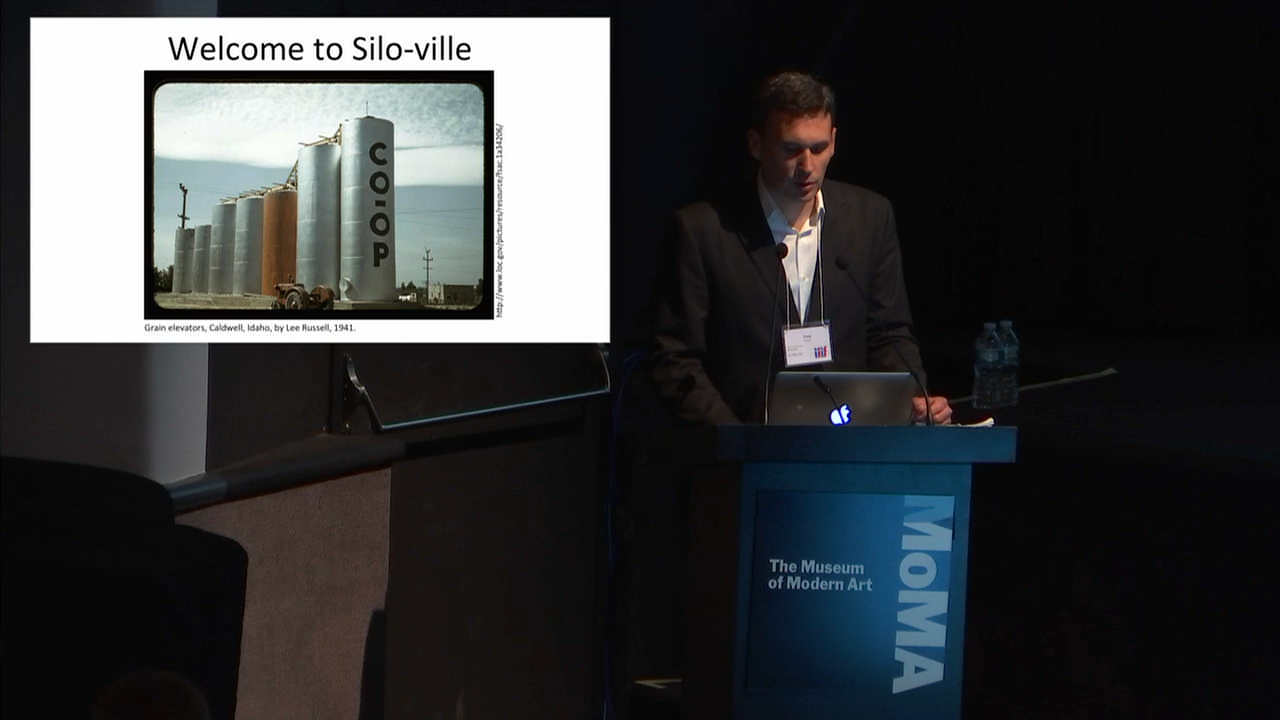 Welcome to Silo-ville
CO-OP
http://www.loc.gov/pictures/resource/fsac.1a34206/
Grain elevators, Caldwell, Idaho, by Lee Russell, 1941.
iiif
The Museum
of Modern Art
MoMA